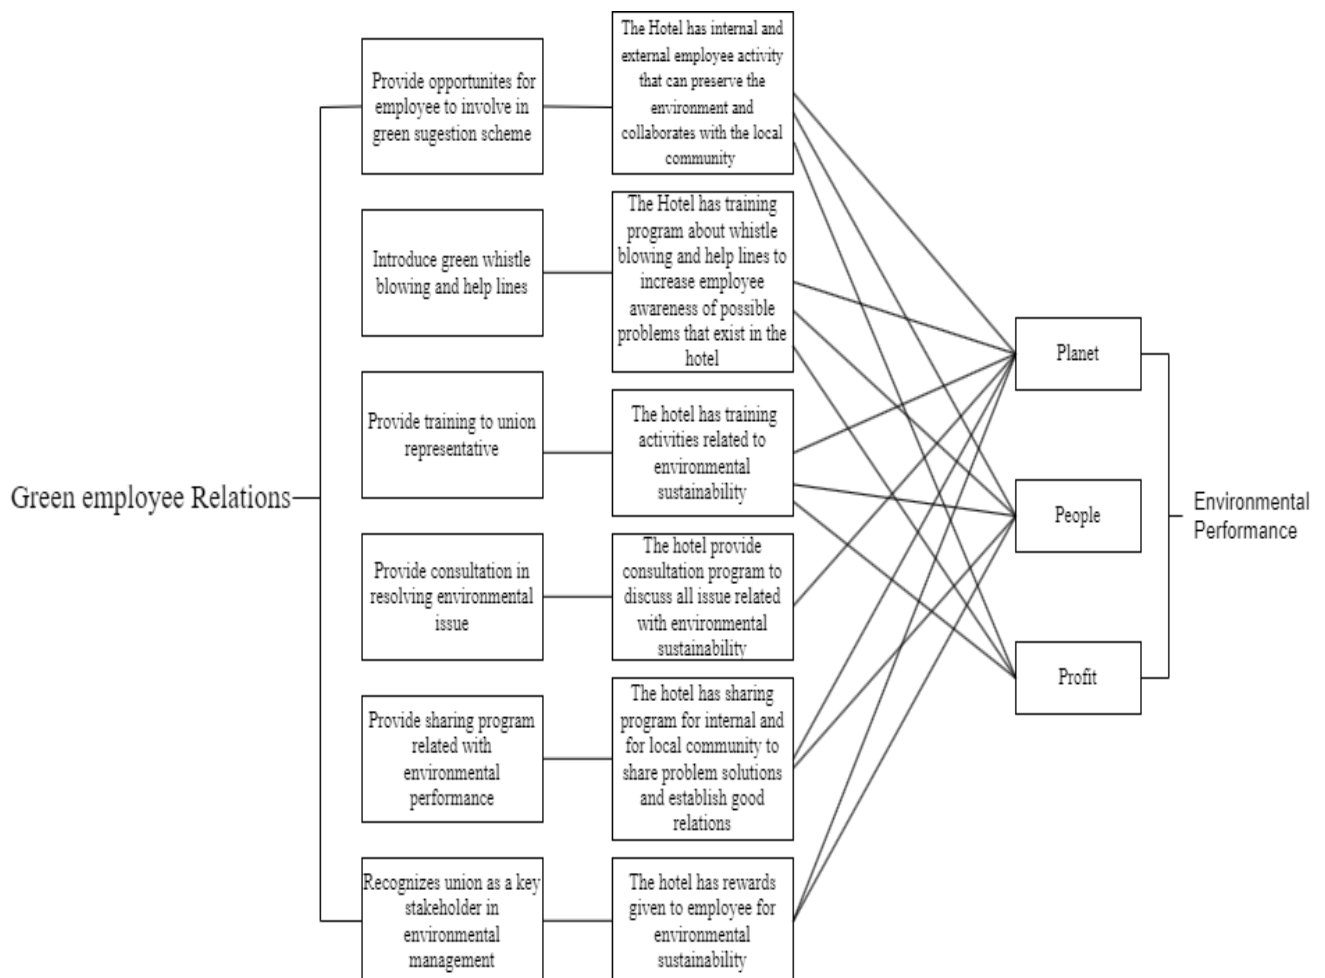 Green employee Relations
Provide opportunites for
employee to involve in
green sugestion scheme
The Hotel has internal and
external employee activity
that can preserve the
environment and
collaborates with the local
community
Introduce green whistle
blowing and help lines
The Hotel has training
program about whistle
blowing and help lines to
increase employee
awareness of possible
problems that exist in the
hotel
Provide training to union
representative
The hotel has training
activities related to
environmental
sustainability
Provide consultation in
resolving environmental
issue
The hotel provide
consultation program to
discuss all issue related
with environmental
sustainability
Provide sharing program
related with
environmental
performance
The hotel has sharing
program for internal and
for local community to
share problem solutions
and establish good
relations
Recognizes union as a key
stakeholder in
environmental
management
The hotel has rewards
given to employee for
environmental
sustainability
Planet
People
Profit
Environmental
Performance